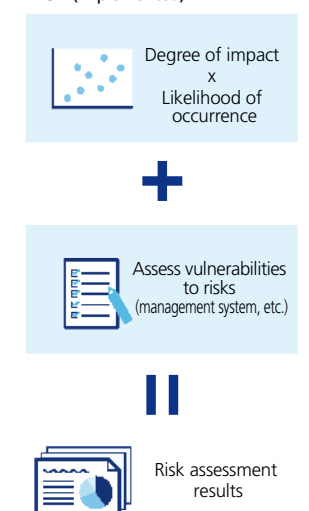 Degree of impact
x
Likelihood of
occurrence
+
Assess vulnerabilities
to risks
(management system, etc.)
Risk assessment
results